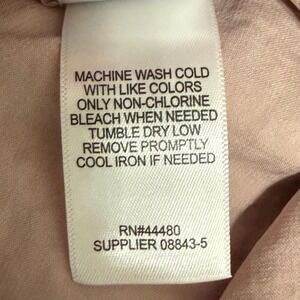 MACHINE WASH COLD
WITH LIKE COLORS
ONLY NON-CHLORINE
BLEACH WHEN NEEDED
TUMBLE DRY LOW
REMOVE PROMPTLY
COOL IRON IF NEEDED
RN#44480
SUPPLIER 08843-5